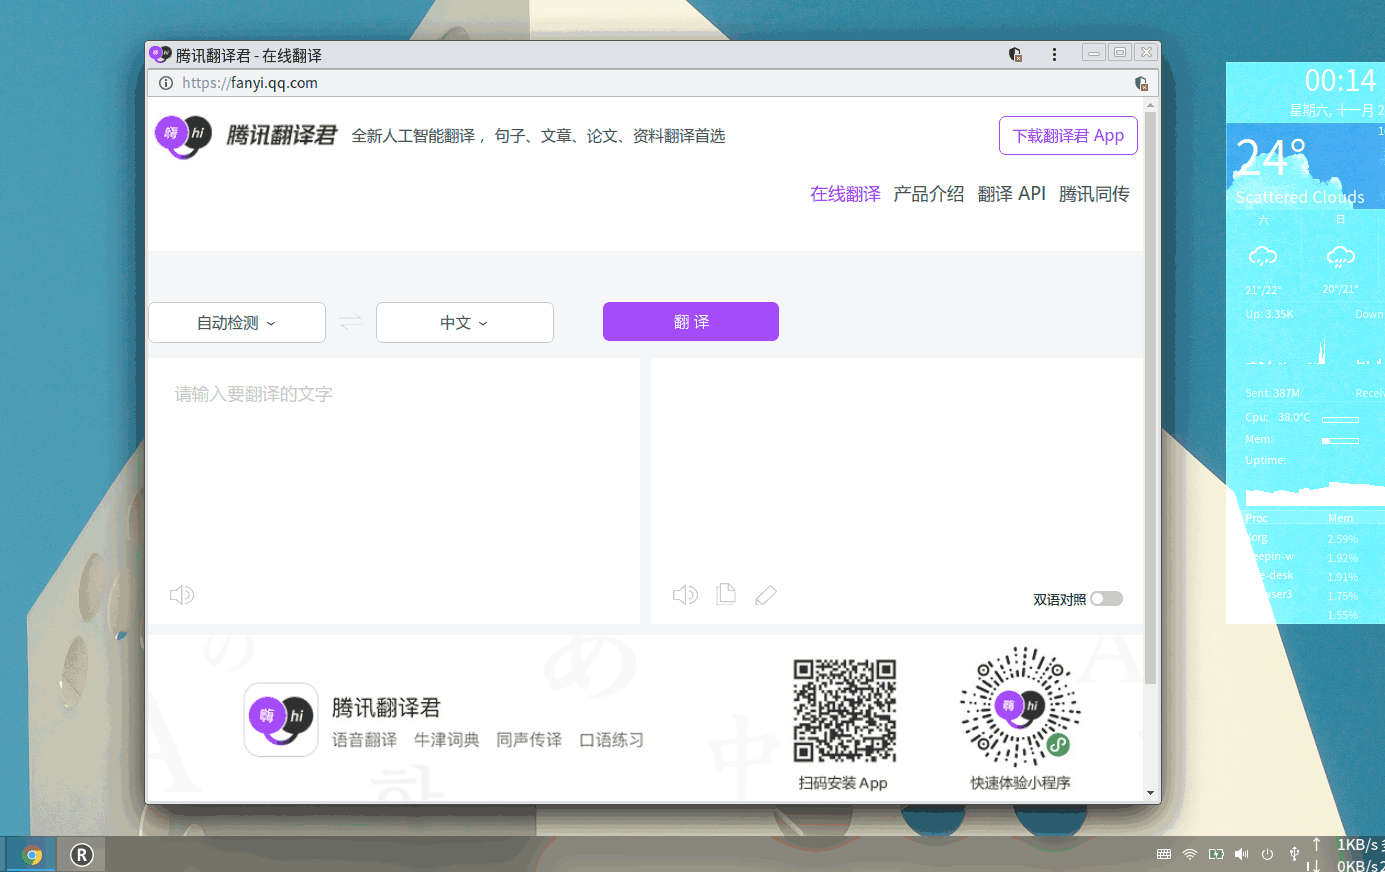 腾讯翻译君 - 在线翻译
https://fanyi.qq.com
嗨 hi 腾讯翻译君 全新人工智能翻译，句子、文章、论文、资料翻译首选
下载翻译君 App
在线翻译 产品介绍 翻译 API 腾讯同传
自动检测 中文 翻 译
请输入要翻译的文字
双语对照
の め A
A 中 한
嗨 hi
腾讯翻译君
语音翻译 牛津词典 同声传译 口语练习
扫码安装 App
嗨 hi
快速体验小程序
00:14
星期六, 十一月 2
24°
Scattered Clouds
六 日
21°/22° 20°/21°
Up: 3.35K Down
Sent: 387M Recei
Cpu: 38.0°C
Mem:
Uptime:
Proc Mem
Xorg 2.59%
eepin-w 1.92%
e-desk 1.91%
wser3 1.75%
1.55%
R
1KB/s
0KB/s